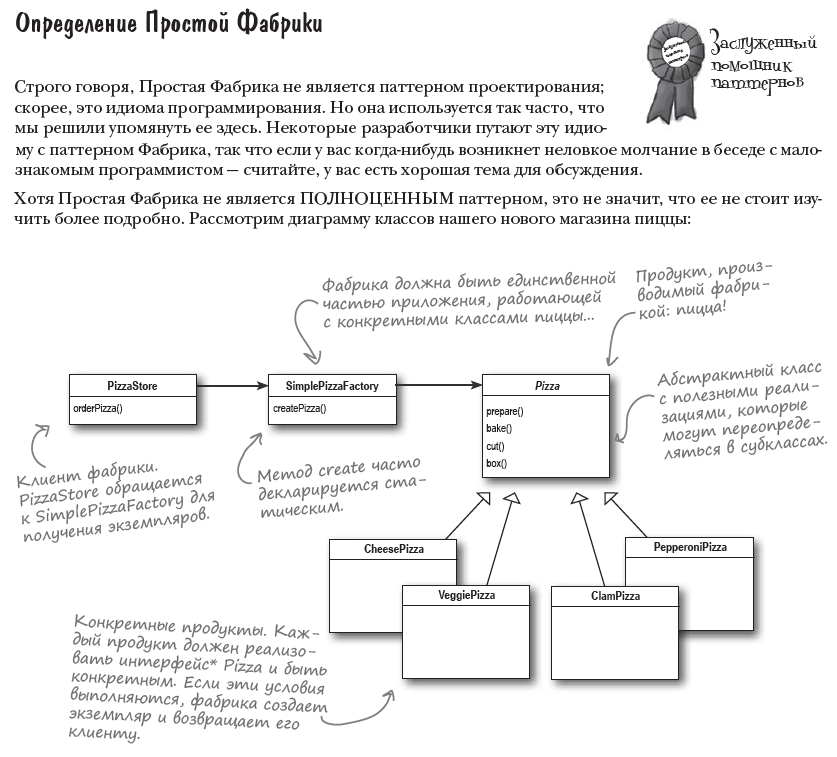 Определение Простой Фабрики
Заслуженный
помощник
паттернов
Строго говоря, Простая Фабрика не является паттерном проектирования;
скорее, это идиома программирования. Но она используется так часто, что
мы решили упомянуть ее здесь. Некоторые разработчики путают эту идио-
му с паттерном Фабрика, так что если у вас когда-нибудь возникнет неловкое молчание в беседе с мало-
знакомым программистом — считайте, у вас есть хорошая тема для обсуждения.
Хотя Простая Фабрика не является ПОЛНОЦЕННЫМ паттерном, это не значит, что ее не стоит изу-
чить более подробно. Рассмотрим диаграмму классов нашего нового магазина пиццы:
Фабрика должна быть единственной
частью приложения, работающей
с конкретными классами пиццы...
Продукт, произ-
водимый фабри-
кой: пицца!
PizzaStore
orderPizza()
SimplePizzaFactory
createPizza()
Pizza
prepare()
bake()
cut()
box()
Абстрактный класс
с полезными реали-
зациями, которые
могут переопреде-
ляться в субклассах.
Клиент фабрики.
PizzaStore обращается
к SimplePizzaFactory для
получения экземпляров.
Метод create часто
декларируется ста-
тическим.
CheesePizza
VeggiePizza
ClamPizza
PepperoniPizza
Конкретные продукты. Каж-
дый продукт должен реализо-
вать интерфейс* Pizza и быть
конкретным. Если эти условия
выполняются, фабрика создает
экземпляр и возвращает его
клиенту.